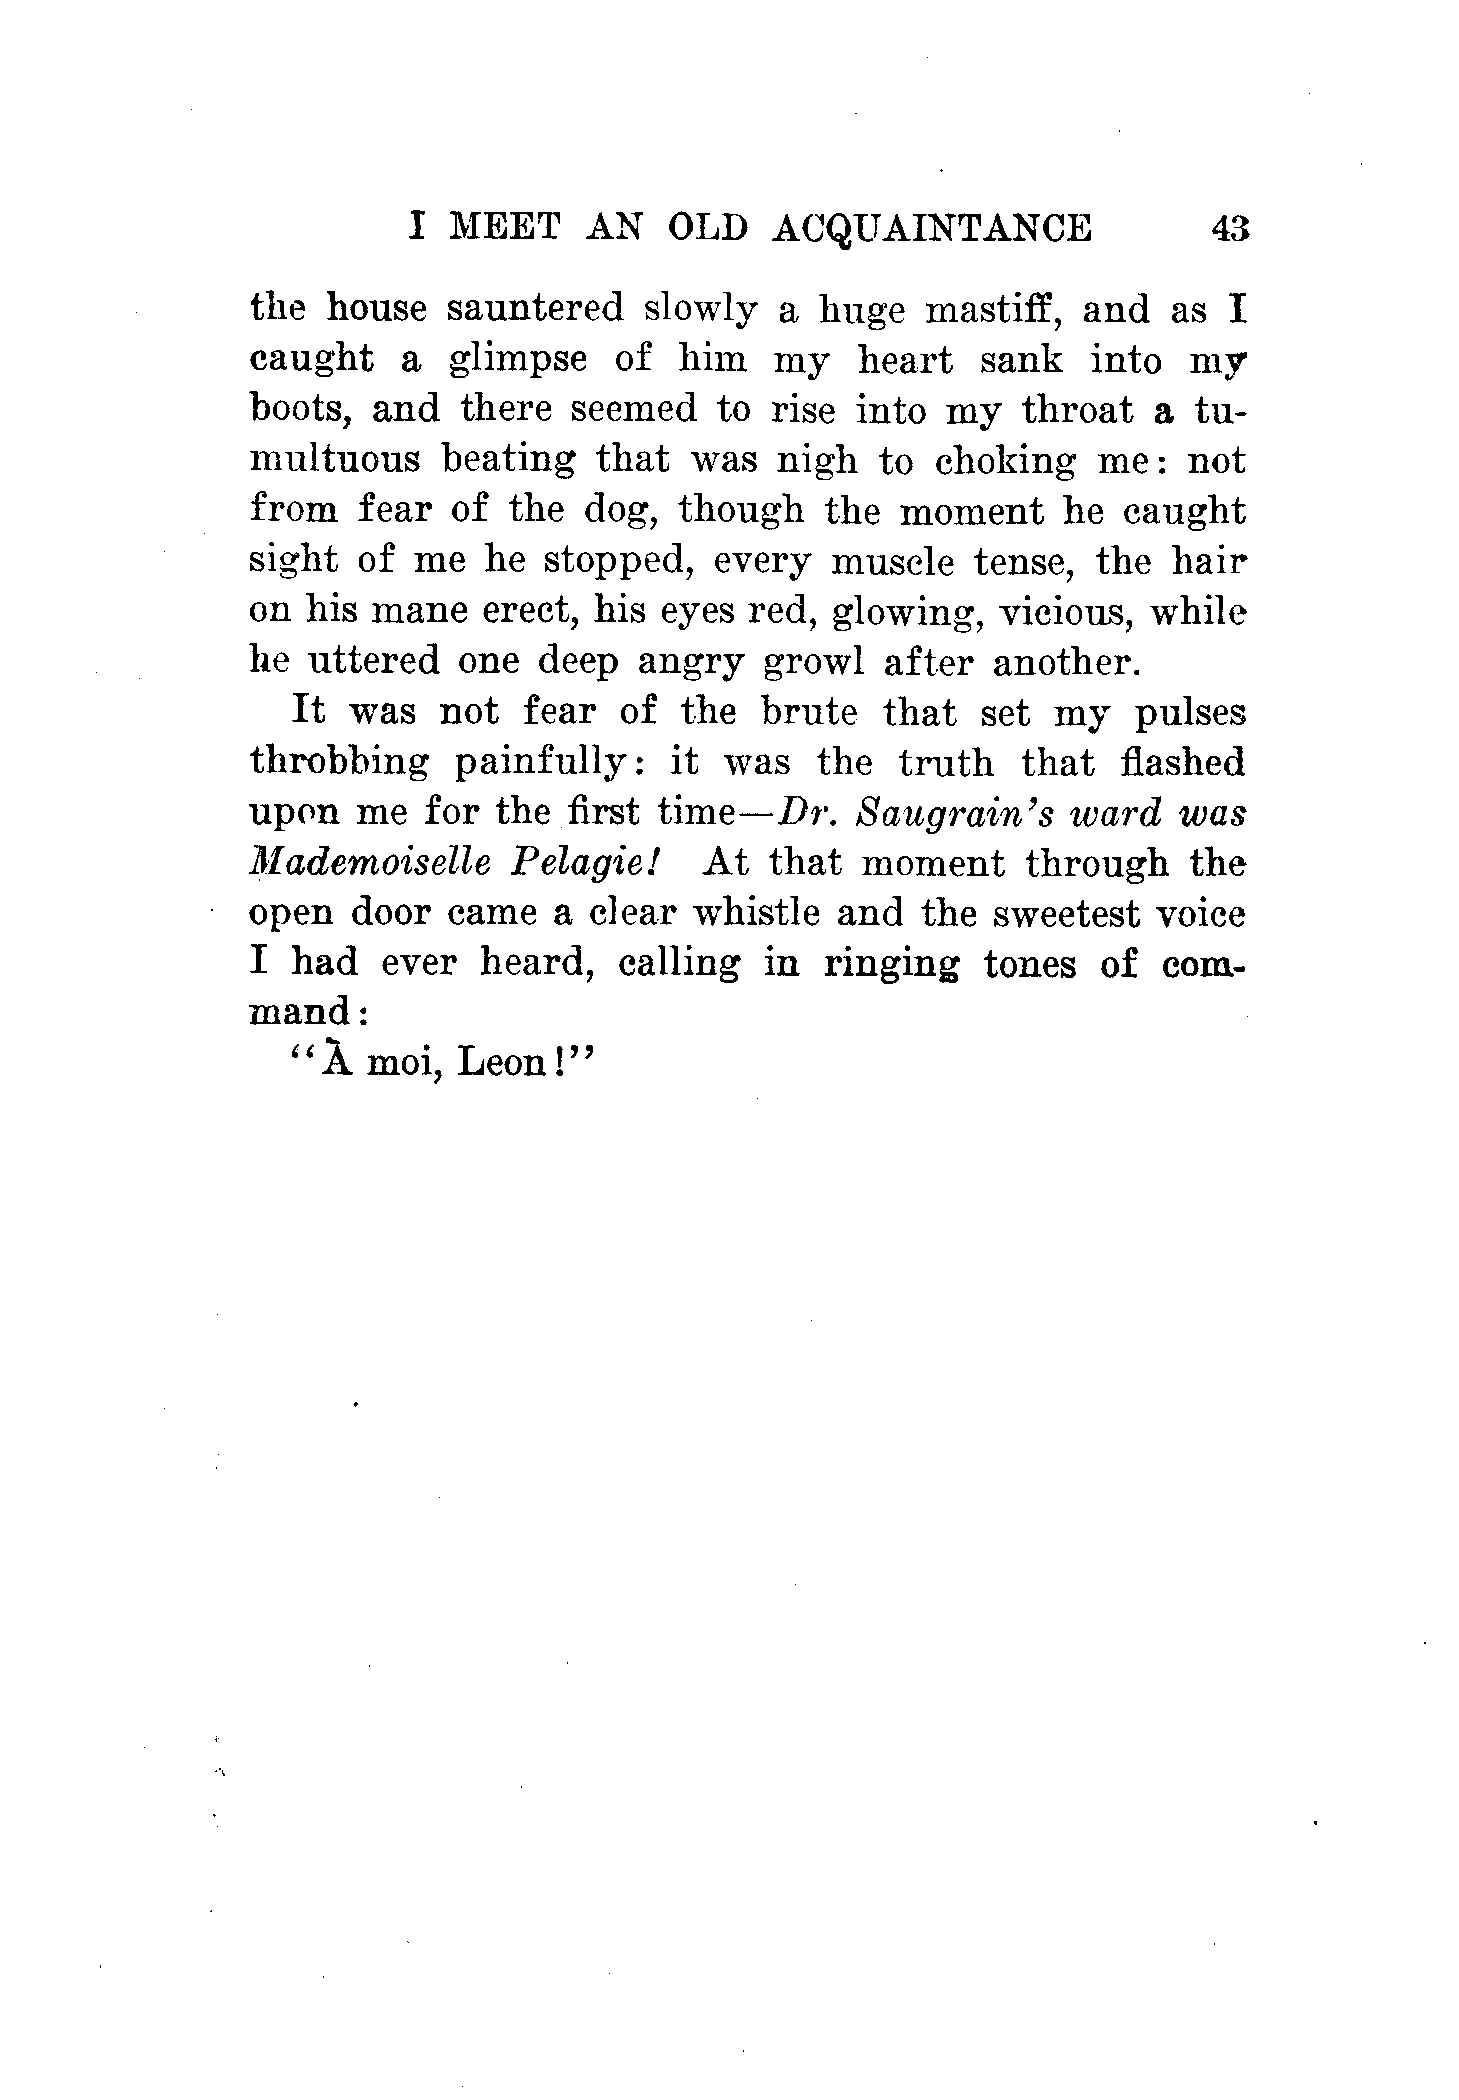 I MEET AN OLD ACQUAINTANCE 43
the house sauntered slowly a huge mastiff, and as I
caught a glimpse of him my heart sank into my
boots, and there seemed to rise into my throat a tu-
multuous beating that was nigh to choking me: not
from fear of the dog, though the moment he caught
sight of me he stopped, every muscle tense, the hair
on his mane erect, his eyes red, glowing, vicious, while
he uttered one deep angry growl after another.
It was not fear of the brute that set my pulses
throbbing painfully: it was the truth that flashed
upon me for the first time—Dr. Saugrain's ward was
Mademoiselle Pelagie! At that moment through the
open door came a clear whistle and the sweetest voice
I had ever heard, calling in ringing tones of com-
mand:
"À moi, Leon!"